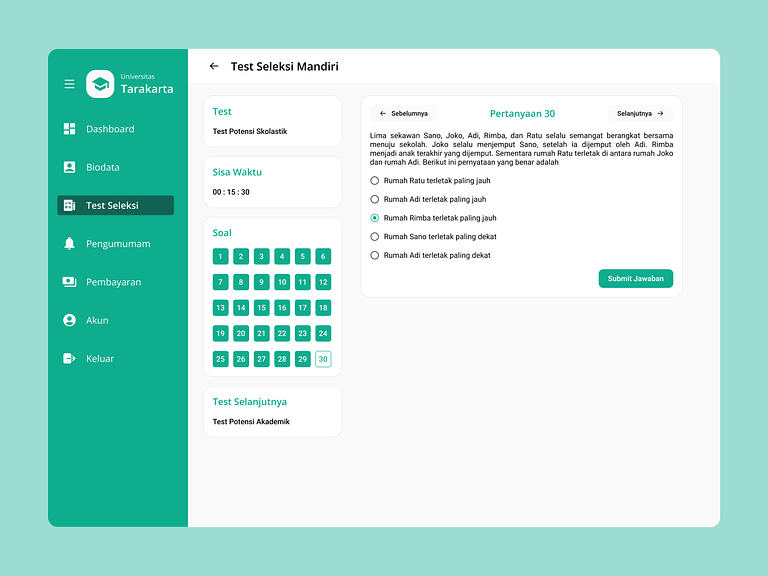 Universitas
Tarakarta
Dashboard
Biodata
Test Seleksi
Pengumumam
Pembayaran
Akun
Keluar
Test Seleksi Mandiri
Test
Test Potensi Skolastik
Sisa Waktu
00 : 15 : 30
Soal
1 2 3 4 5 6
7 8 9 10 11 12
13 14 15 16 17 18
19 20 21 22 23 24
25 26 27 28 29 30
Test Selanjutnya
Test Potensi Akademik
Sebelumnya
Pertanyaan 30
Selanjutnya
Lima sekawan Sano, Joko, Adi, Rimba, dan Ratu selalu semangat berangkat bersama
menuju sekolah. Joko selalu menjemput Sano, setelah ia dijemput oleh Adi. Rimba
menjadi anak terakhir yang dijemput. Sementara rumah Ratu terletak di antara rumah Joko
dan rumah Adi. Berikut ini pernyataan yang benar adalah
Rumah Ratu terletak paling jauh
Rumah Adi terletak paling jauh
Rumah Rimba terletak paling jauh
Rumah Sano terletak paling dekat
Rumah Adi terletak paling dekat
Submit Jawaban